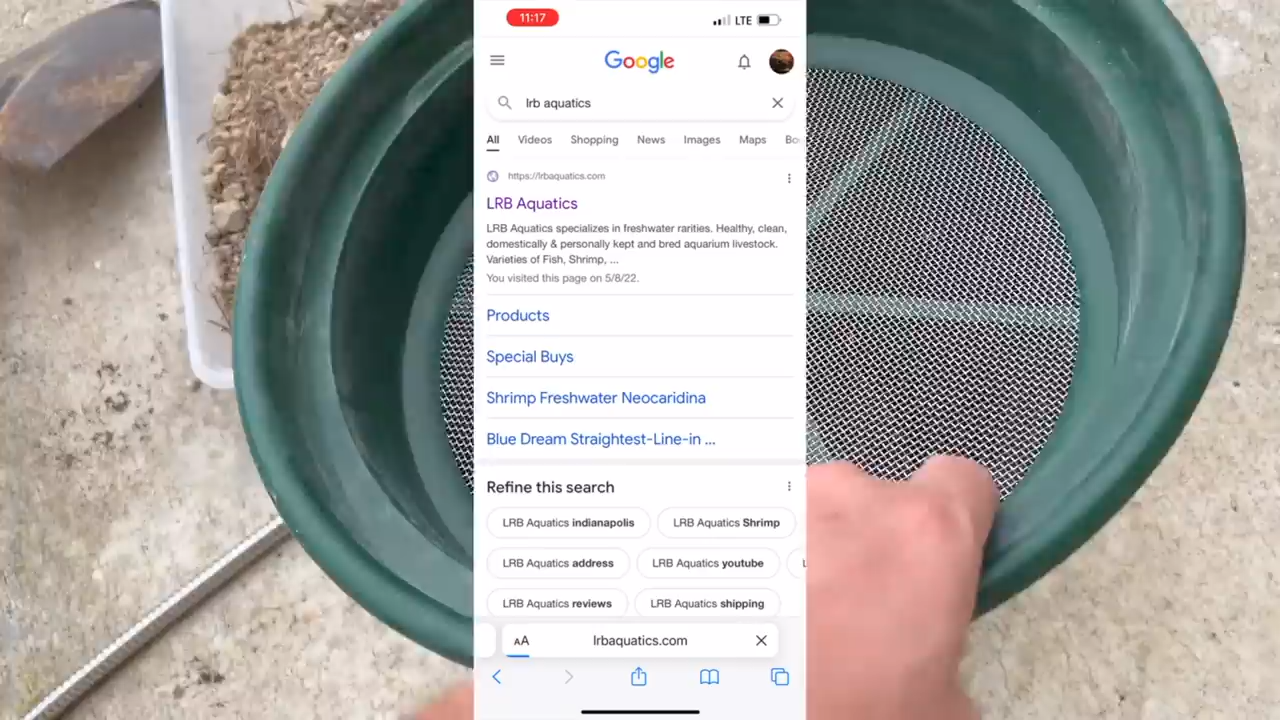 11:17
LTE
Google
lrb aquatics
All Videos Shopping News Images Maps Bo
https://lrbaquatics.com
LRB Aquatics
LRB Aquatics specializes in freshwater rarities. Healthy, clean,
domestically & personally kept and bred aquarium livestock.
Varieties of Fish, Shrimp, ...
You visited this page on 5/8/22.
Products
Special Buys
Shrimp Freshwater Neocaridina
Blue Dream Straightest-Line-in ...
Refine this search
LRB Aquatics indianapolis LRB Aquatics Shrimp
LRB Aquatics address LRB Aquatics youtube L
LRB Aquatics reviews LRB Aquatics shipping
AA lrbaquatics.com